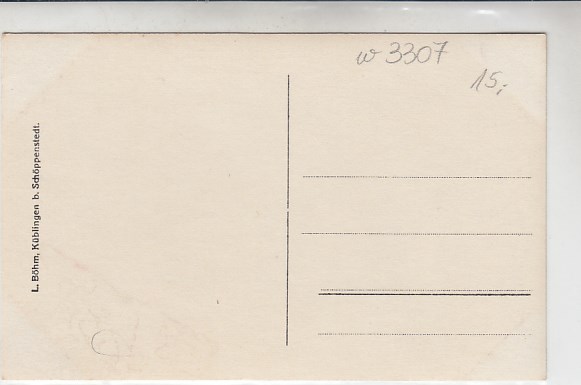 w 3307
15,-
L. Böhm, Küblingen b. Schöppenstedt.